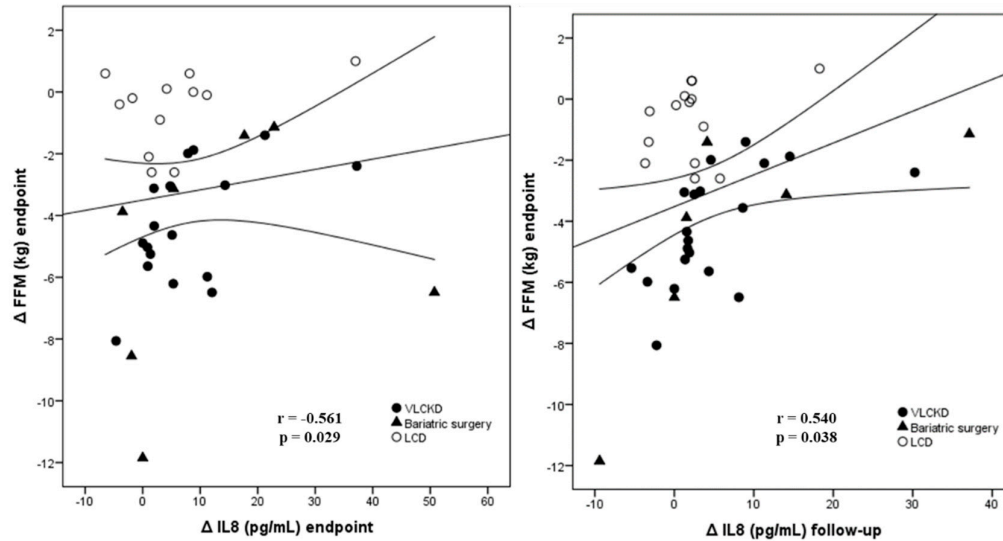 2
0
-2
-4
-6
-8
-10
-12
Δ FFM (kg) endpoint
r = -0.561
p = 0.029
VLCKD
Bariatric surgery
LCD
-10 0 10 20 30 40 50 60
Δ IL8 (pg/mL) endpoint
2
0
-2
-4
-6
-8
-10
-12
Δ FFM (kg) endpoint
r = 0.540
p = 0.038
VLCKD
Bariatric surgery
LCD
-10 0 10 20 30 40
Δ IL8 (pg/mL) follow-up